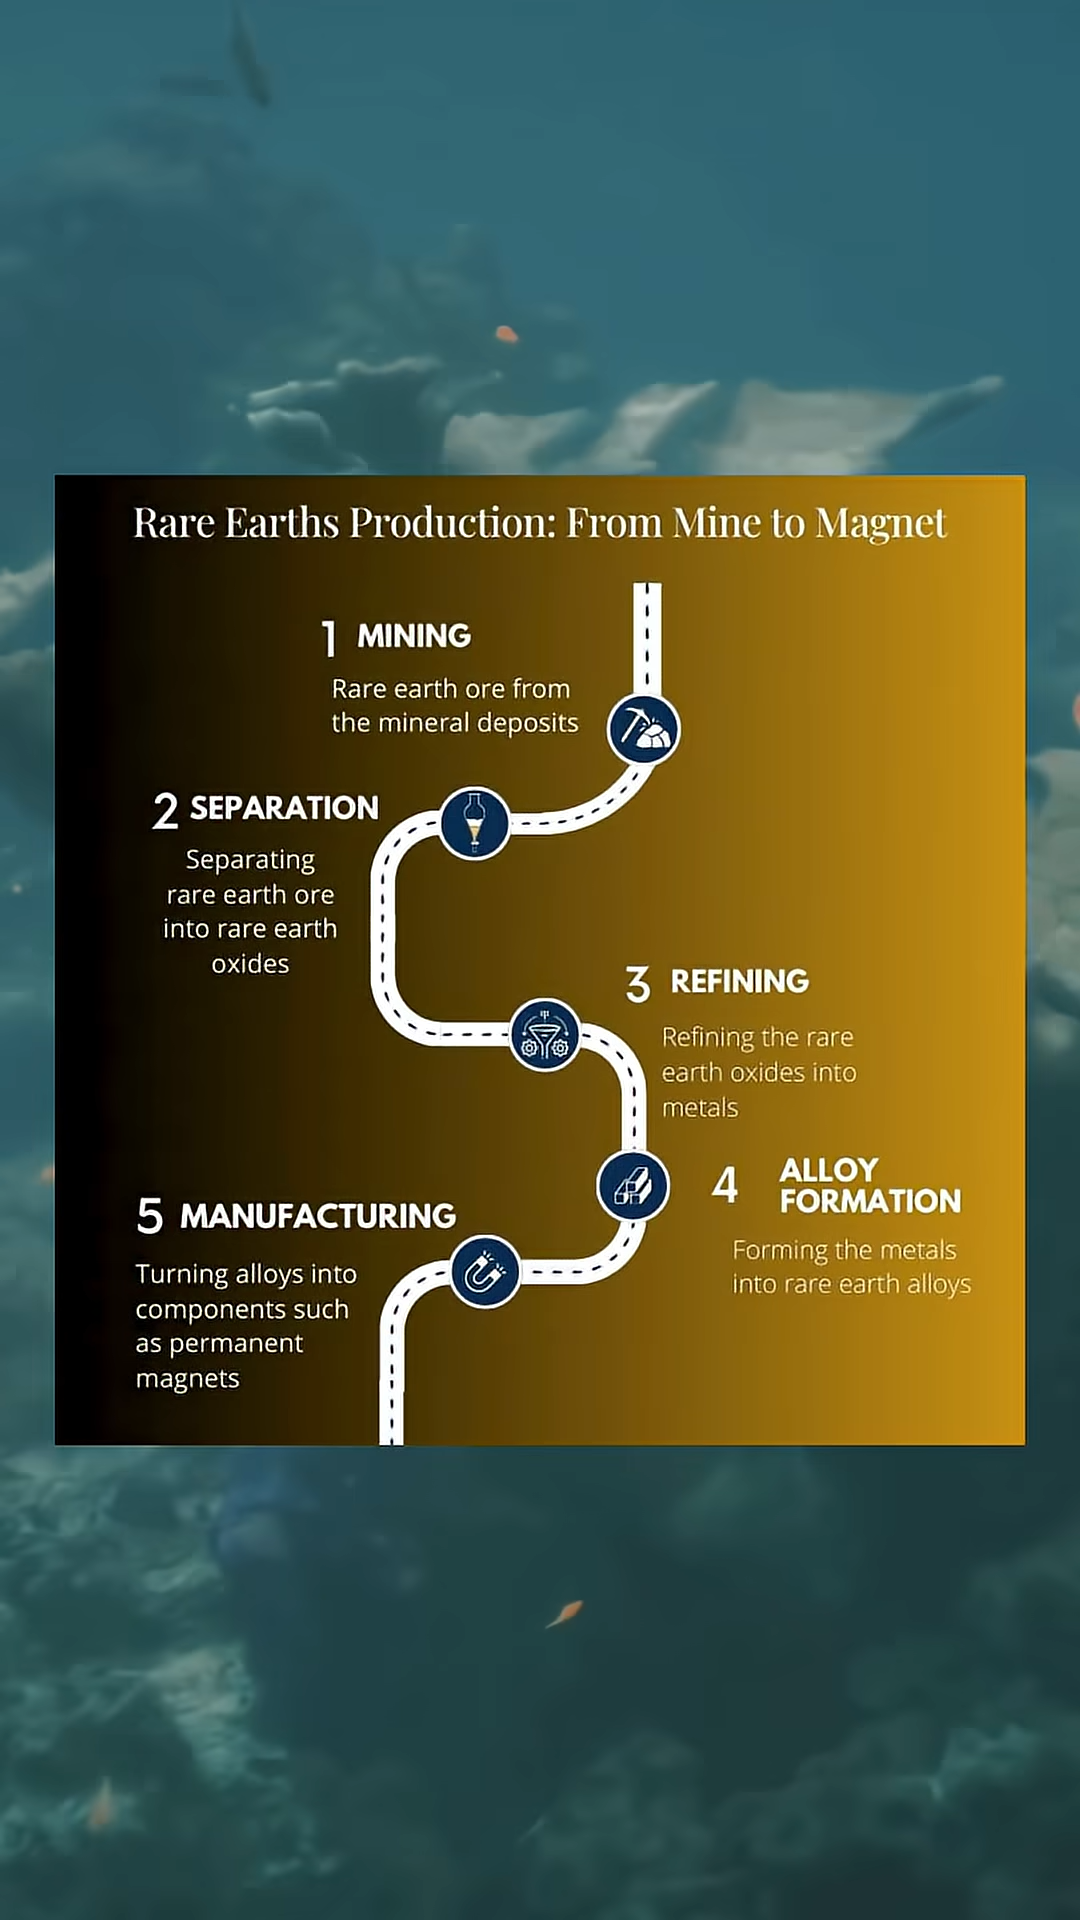 Rare Earths Production: From Mine to Magnet
1 MINING
Rare earth ore from
the mineral deposits
2 SEPARATION
Separating
rare earth ore
into rare earth
oxides
3 REFINING
Refining the rare
earth oxides into
metals
4 ALLOY
FORMATION
Forming the metals
into rare earth alloys
5 MANUFACTURING
Turning alloys into
components such
as permanent
magnets